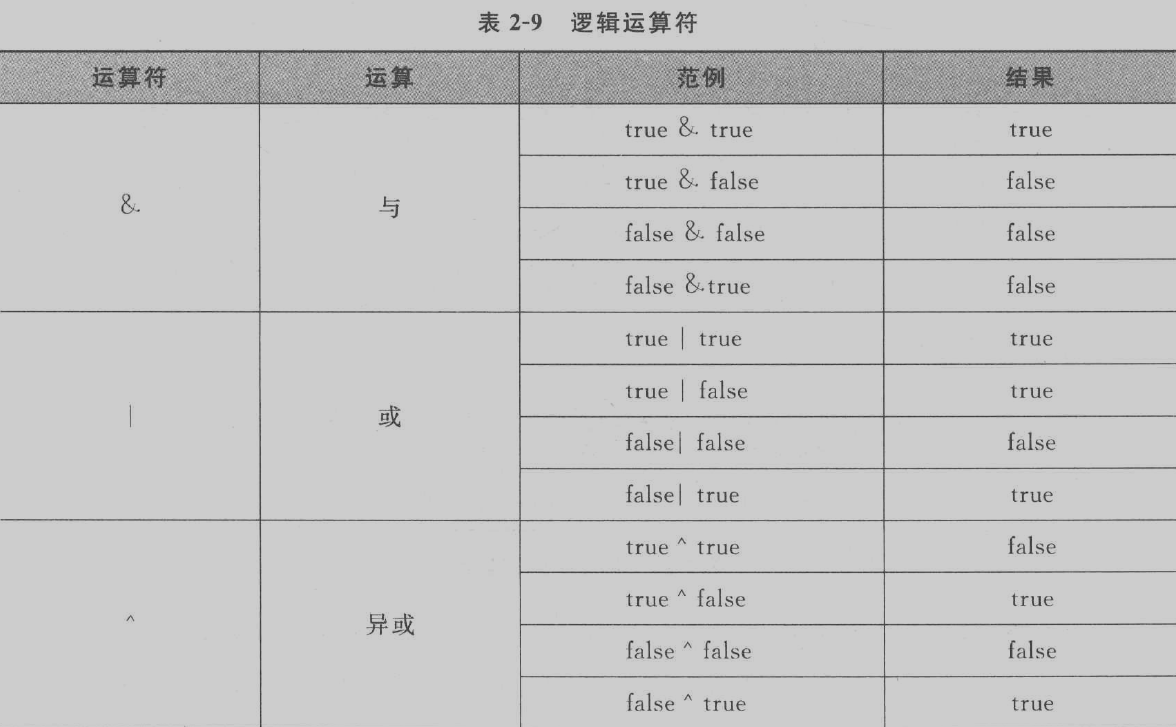 表 2-9 逻辑运算符
运算符 运算 范例 结果
true & true true
true & false false
& 与
false & false false
false &true false
true | true true
true | false true
| 或
false| false false
false| true true
true ^ true false
true ^ false true
^ 异或
false ^ false false
false ^ true true